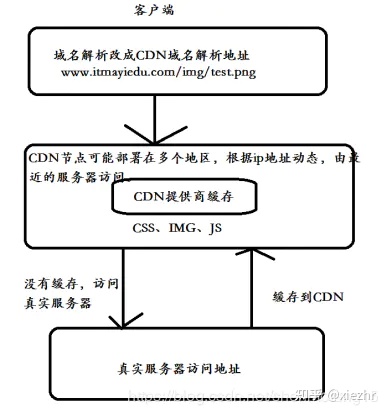 客户端
域名解析改成CDN域名解析地址
www.itmayiedu.com/img/test.png
CDN节点可能部署在多个地区，根据ip地址动态，由最
近的服务器访问。
CDN提供商缓存
CSS、IMG、JS
没有缓存，访问
真实服务器
缓存到CDN
真实服务器访问地址
知乎 @xiezhr